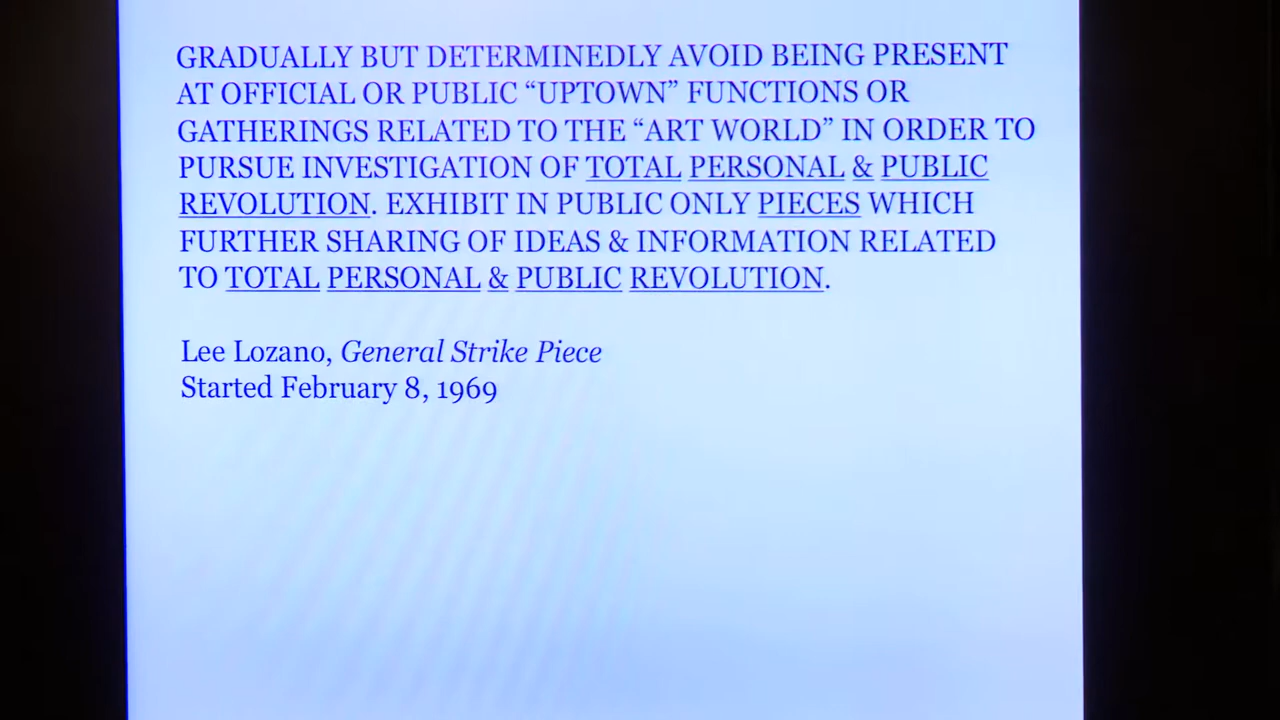 GRADUALLY BUT DETERMINEDLY AVOID BEING PRESENT
AT OFFICIAL OR PUBLIC “UPTOWN” FUNCTIONS OR
GATHERINGS RELATED TO THE “ART WORLD” IN ORDER TO
PURSUE INVESTIGATION OF TOTAL PERSONAL & PUBLIC
REVOLUTION. EXHIBIT IN PUBLIC ONLY PIECES WHICH
FURTHER SHARING OF IDEAS & INFORMATION RELATED
TO TOTAL PERSONAL & PUBLIC REVOLUTION.
Lee Lozano, General Strike Piece
Started February 8, 1969